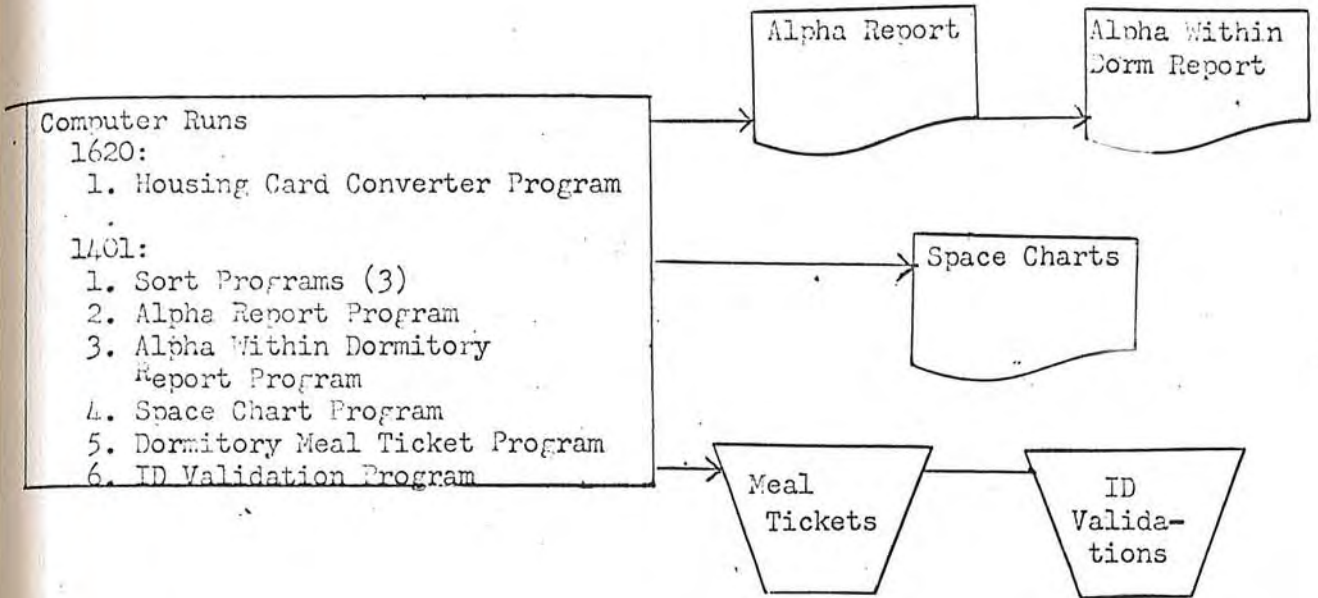 Alpha Report
Alpha Within
Dorm Report
Computer Runs
1620:
1. Housing Card Converter Program
1401:
1. Sort Programs (3)
2. Alpha Report Program
3. Alpha Within Dormitory
Report Program
4. Space Chart Program
5. Dormitory Meal Ticket Program
6. ID Validation Program
Space Charts
Meal
Tickets
ID
Valida-
tions